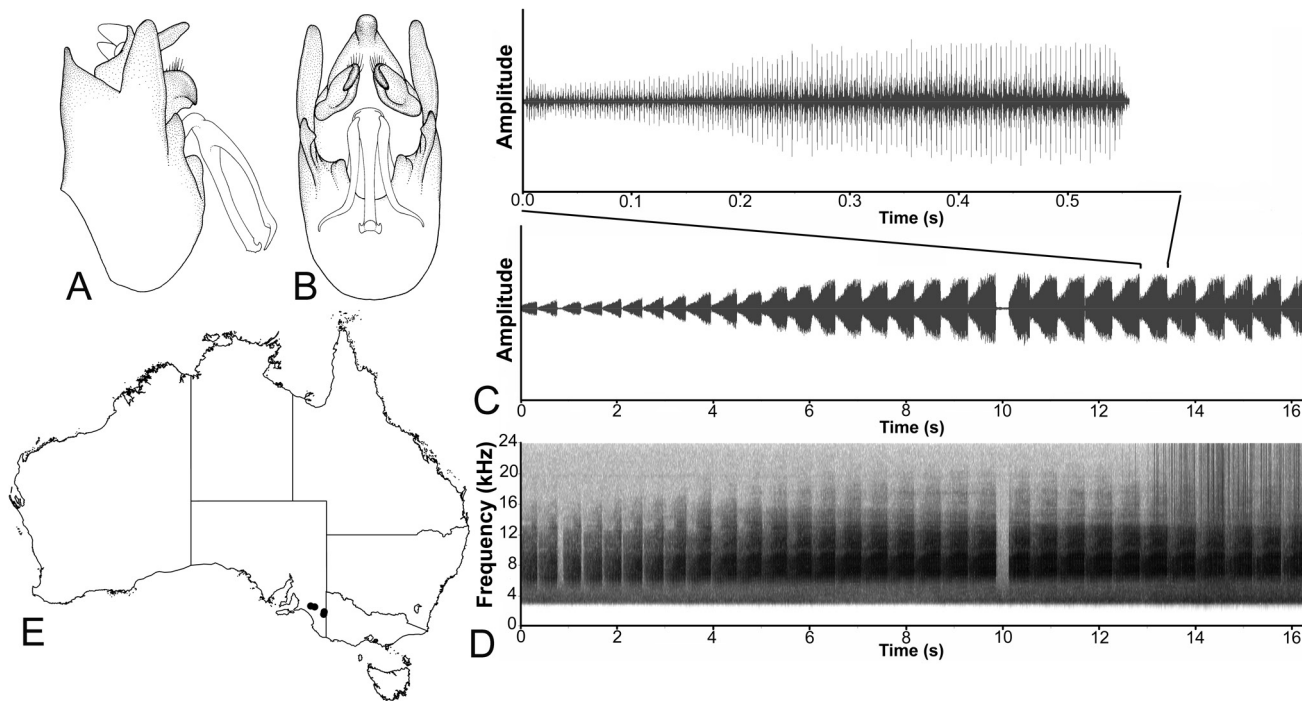 A
B
Amplitude
0.0 0.1 0.2 0.3 0.4 0.5
Time (s)
Amplitude
C
0 2 4 6 8 10 12 14 16
Time (s)
Frequency (kHz)
24
20
16
12
8
4
0
D
0 2 4 6 8 10 12 14 16
Time (s)
E